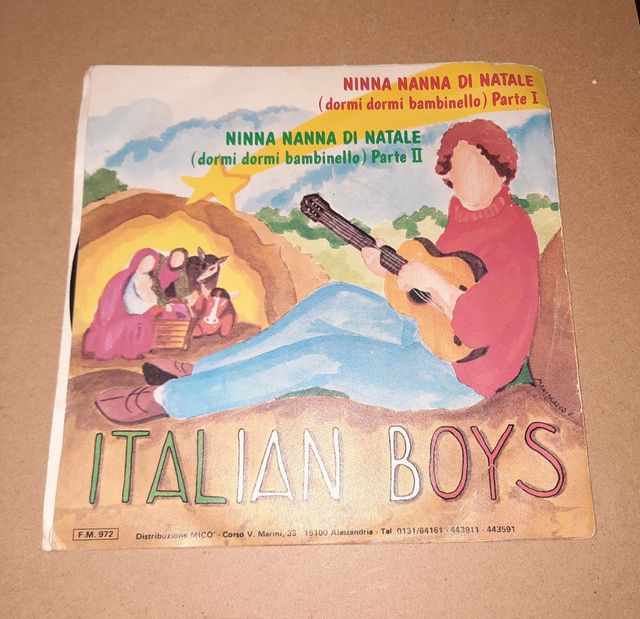 NINNA NANNA DI NATALE
(dormi dormi bambinello) Parte I
NINNA NANNA DI NATALE
(dormi dormi bambinello) Parte II
ITALIAN BOYS
F.M. 972
Distribuzione MICO' - Corso V. Marini, 33 - 15100 Alessandria - Tel. 0131/64161 - 443911 - 443591